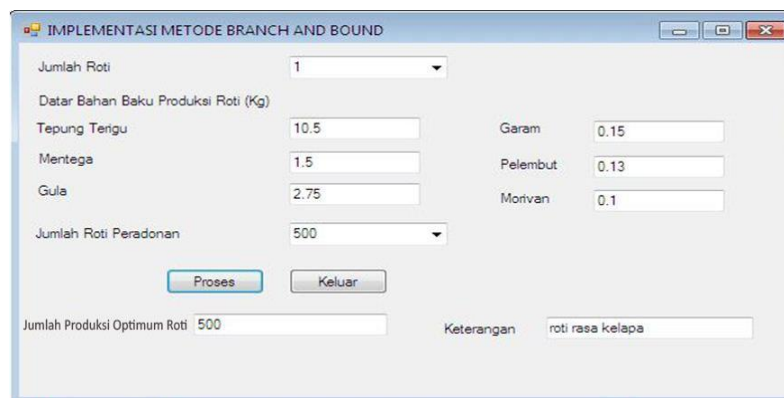 IMPLEMENTASI METODE BRANCH AND BOUND
Jumlah Roti 1
Datar Bahan Baku Produksi Roti (Kg)
Tepung Terigu 10.5 Garam 0.15
Mentega 1.5 Pelembut 0.13
Gula 2.75 Morivan 0.1
Jumlah Roti Peradonan 500
Proses Keluar
Jumlah Produksi Optimum Roti 500 Keterangan roti rasa kelapa